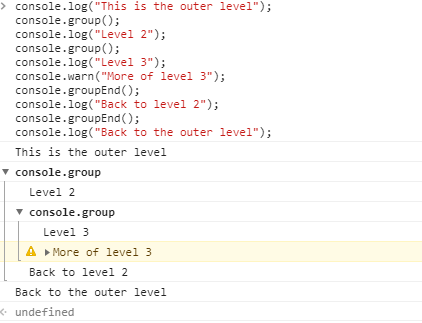 console.log("This is the outer level");
console.group();
console.log("Level 2");
console.group();
console.log("Level 3");
console.warn("More of level 3");
console.groupEnd();
console.log("Back to level 2");
console.groupEnd();
console.log("Back to the outer level");
This is the outer level
console.group
Level 2
console.group
Level 3
More of level 3
Back to level 2
Back to the outer level
undefined